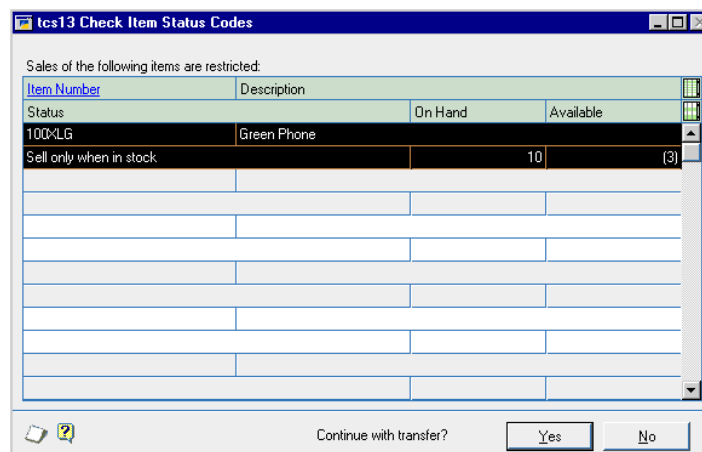 tcs13 Check Item Status Codes
Sales of the following items are restricted:
Item Number Description
Status On Hand Available
100XLG Green Phone
Sell only when in stock 10 (3)
Continue with transfer? Yes No